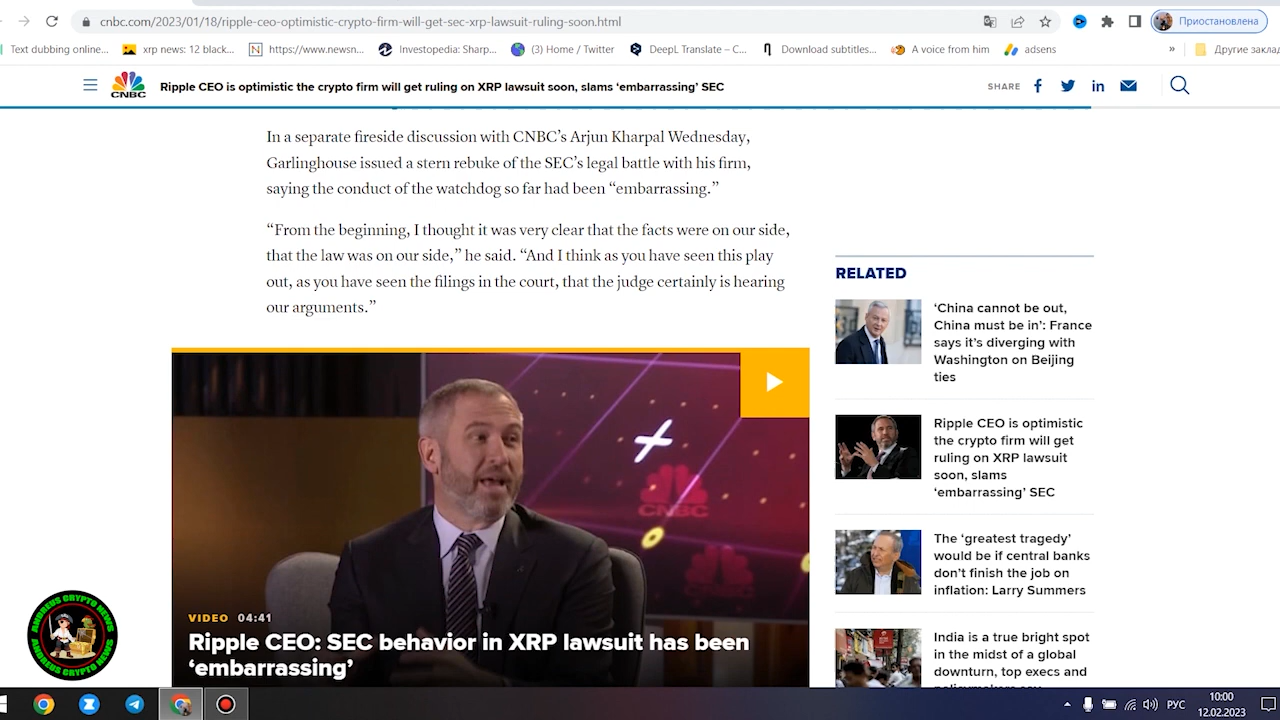 cnbc.com/2023/01/18/ripple-ceo-optimistic-crypto-firm-will-get-sec-xrp-lawsuit-ruling-soon.html
Приостановлена
Text dubbing online...
xrp news: 12 black...
https://www.newsn...
Investopedia: Sharp...
(3) Home / Twitter
DeepL Translate – C...
Download subtitles...
A voice from him
adsens
»
Другие заклад
CNBC
Ripple CEO is optimistic the crypto firm will get ruling on XRP lawsuit soon, slams ‘embarrassing’ SEC
SHARE
In a separate fireside discussion with CNBC’s Arjun Kharpal Wednesday,
Garlinghouse issued a stern rebuke of the SEC’s legal battle with his firm,
saying the conduct of the watchdog so far had been “embarrassing.”
“From the beginning, I thought it was very clear that the facts were on our side,
that the law was on our side,” he said. “And I think as you have seen this play
out, as you have seen the filings in the court, that the judge certainly is hearing
our arguments.”
CNBC
VIDEO 04:41
Ripple CEO: SEC behavior in XRP lawsuit has been
‘embarrassing’
RELATED
‘China cannot be out,
China must be in’: France
says it’s diverging with
Washington on Beijing
ties
Ripple CEO is optimistic
the crypto firm will get
ruling on XRP lawsuit
soon, slams
‘embarrassing’ SEC
The ‘greatest tragedy’
would be if central banks
don’t finish the job on
inflation: Larry Summers
India is a true bright spot
in the midst of a global
downturn, top execs and
ANDREUS CRYPTO NEWS
ANDREUS CRYPTO NEWS
РУС
10:00
12.02.2023